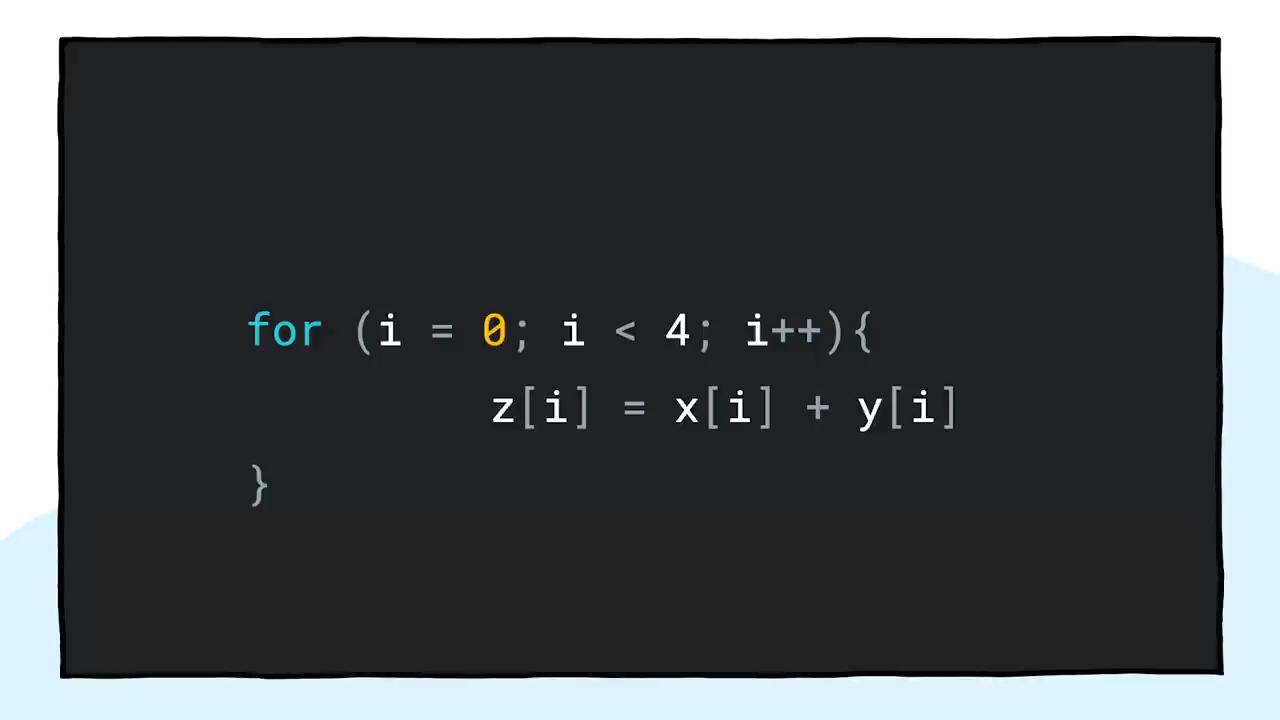 for (i = 0; i < 4; i++){
z[i] = x[i] + y[i]
}